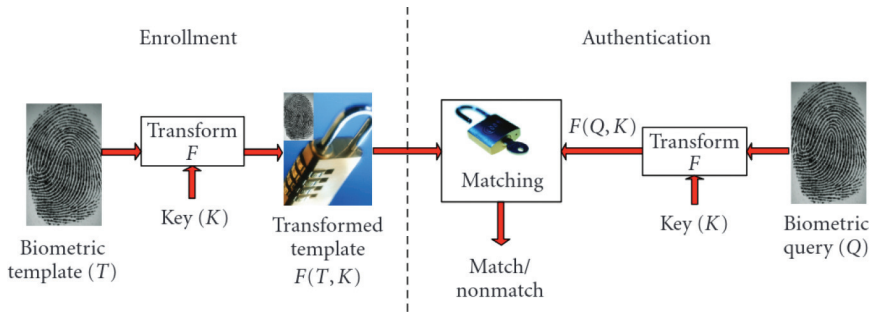 Enrollment
Authentication
Transform
F
Key (K)
Biometric
template (T)
Transformed
template
F(T, K)
Matching
Match/
nonmatch
F(Q, K)
Transform
F
Key (K)
Biometric
query (Q)